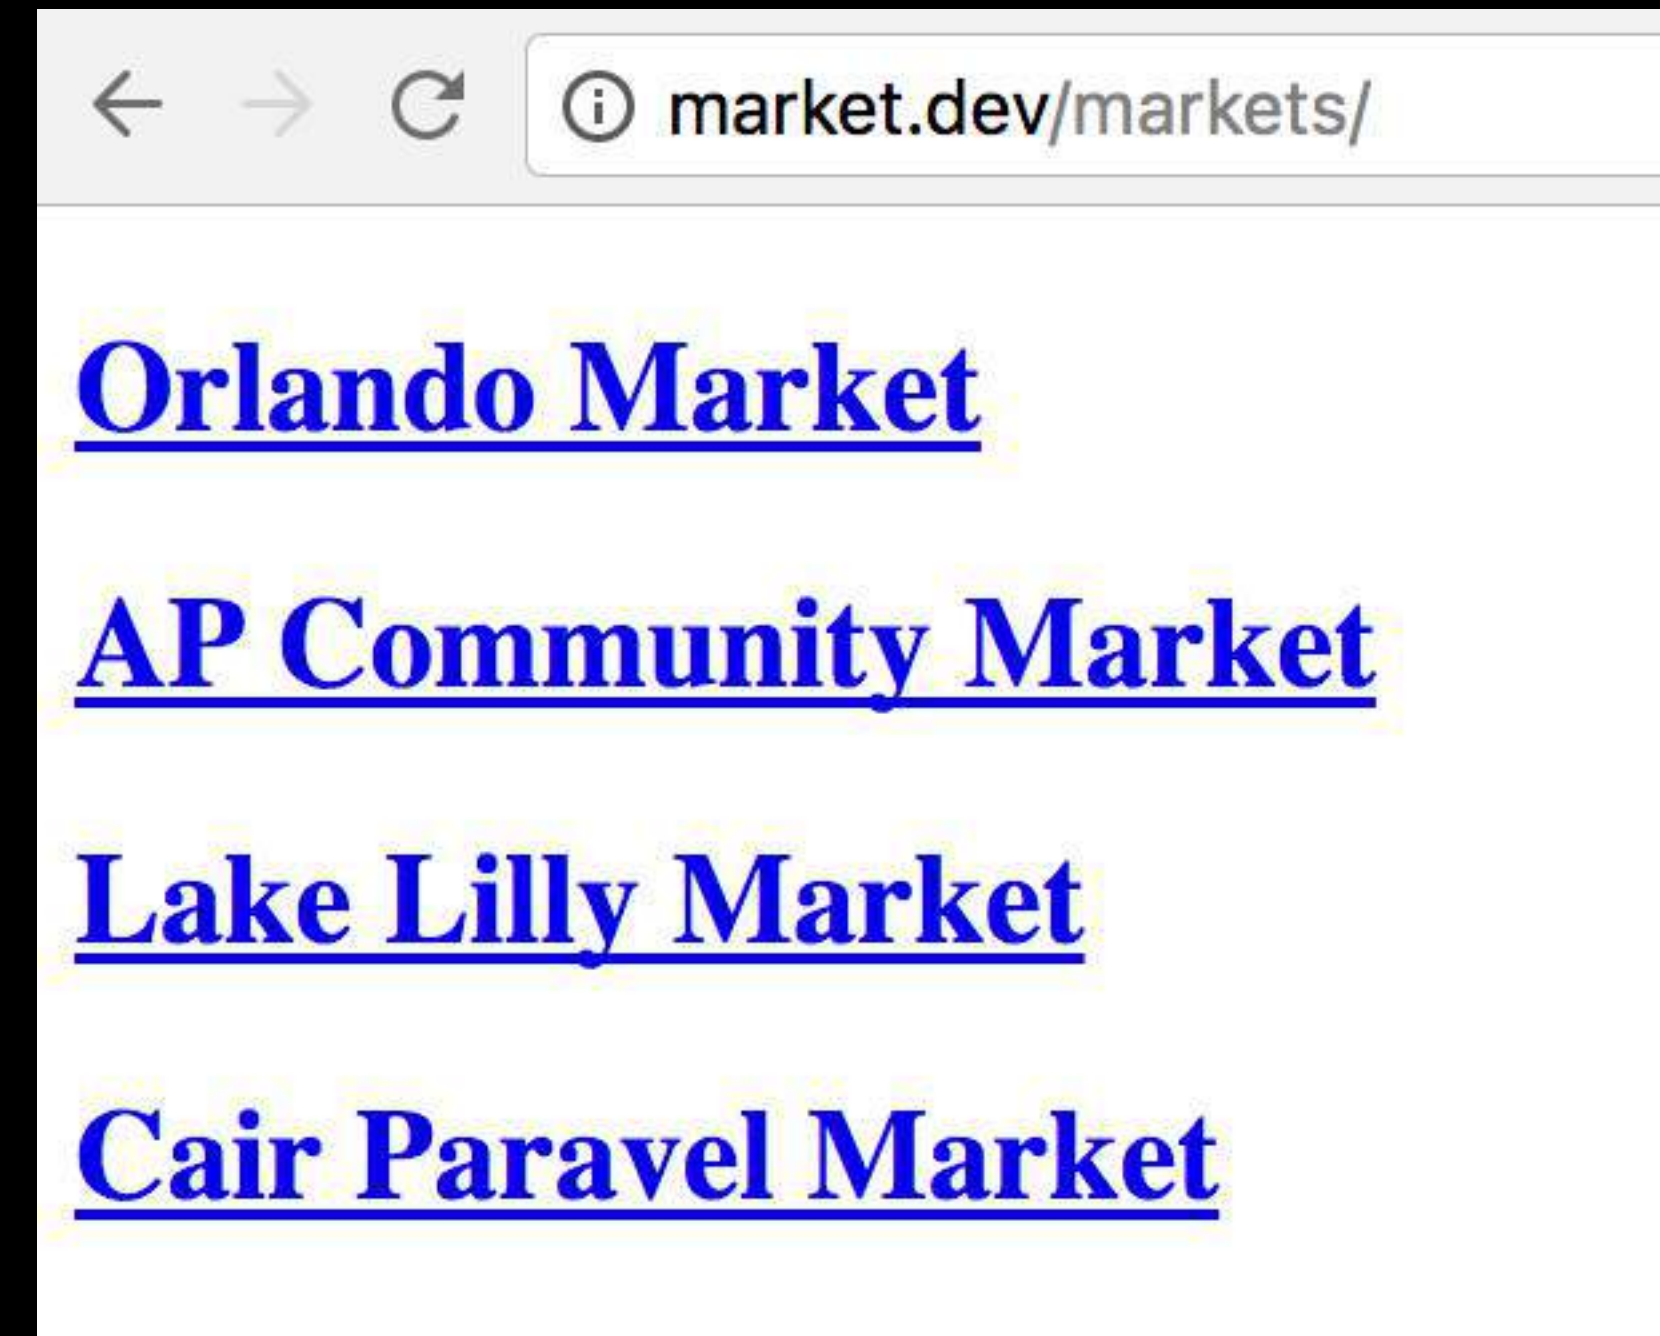 market.dev/markets/
Orlando Market
AP Community Market
Lake Lilly Market
Cair Paravel Market